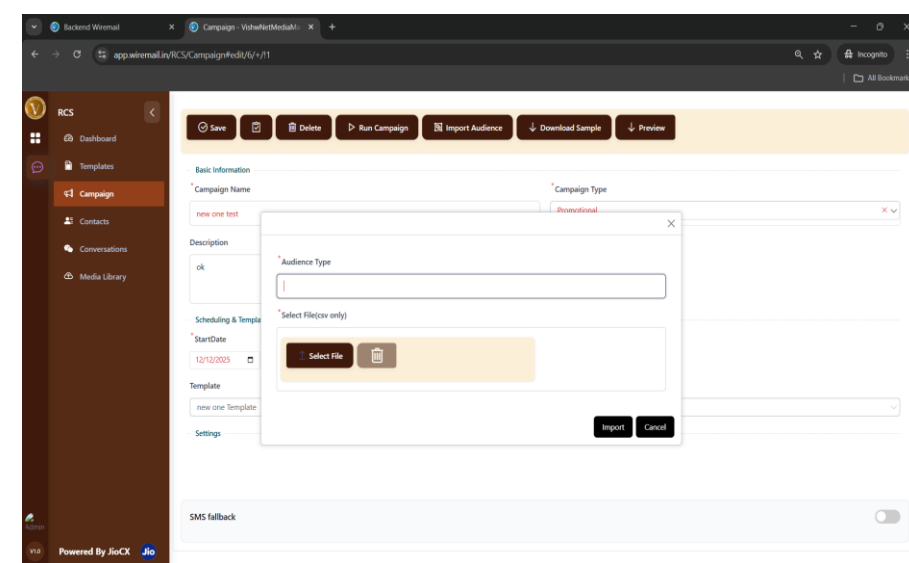 Backend Wiremail
Campaign - VishwNetMediaMa
app.wiremail.in/RCS/Campaign#edit/6/+/!1
Incognito
All Bookmark
RCS
Dashboard
Templates
Campaign
Contacts
Conversations
Media Library
Admin
V1.0
Powered By JioCX
Jio
Save
Delete
Run Campaign
Import Audience
Download Sample
Preview
Basic Information
*Campaign Name
*Campaign Type
new one test
Promotional
Description
ok
*Audience Type
*Select File(csv only)
Select File
Import
Cancel
Scheduling & Templa
*StartDate
12/12/2025
Template
new one Template
Settings
SMS fallback